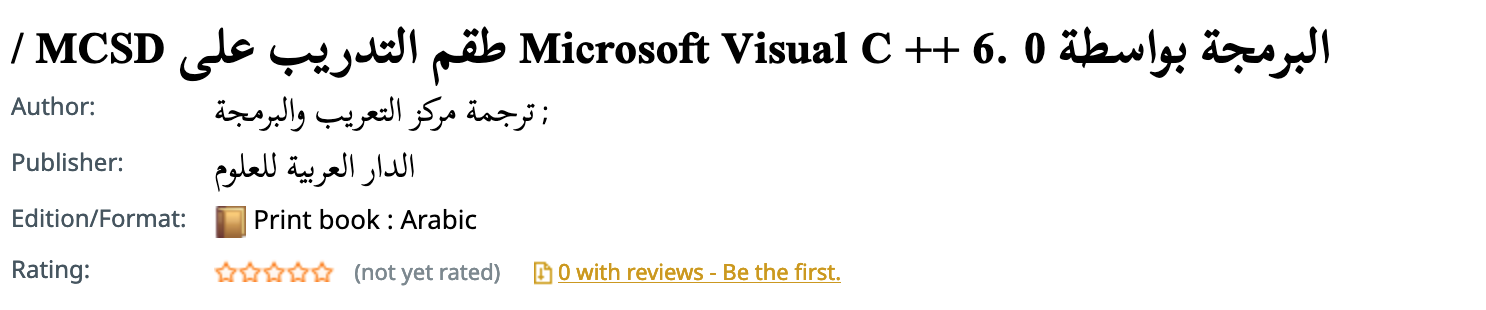 البرمجة بواسطة Microsoft Visual C ++ 6. 0 طقم التدريب على MCSD /
Author: ; ترجمة مركز التعريب والبرمجة
Publisher: الدار العربية للعلوم
Edition/Format: Print book : Arabic
Rating: (not yet rated) 0 with reviews - Be the first.